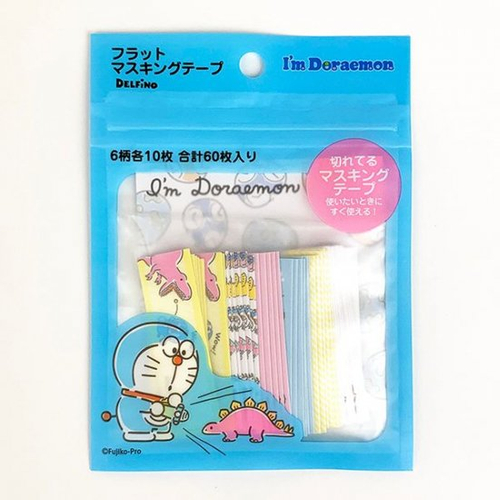 フラット
マスキングテープ
DELFINO
I'm Doraemon
6柄各10枚 合計60枚入り
切れてる
マスキング
テープ
使いたいときに
すぐ使える!
I'm Doraemon
Wow!
©Fujiko-Pro